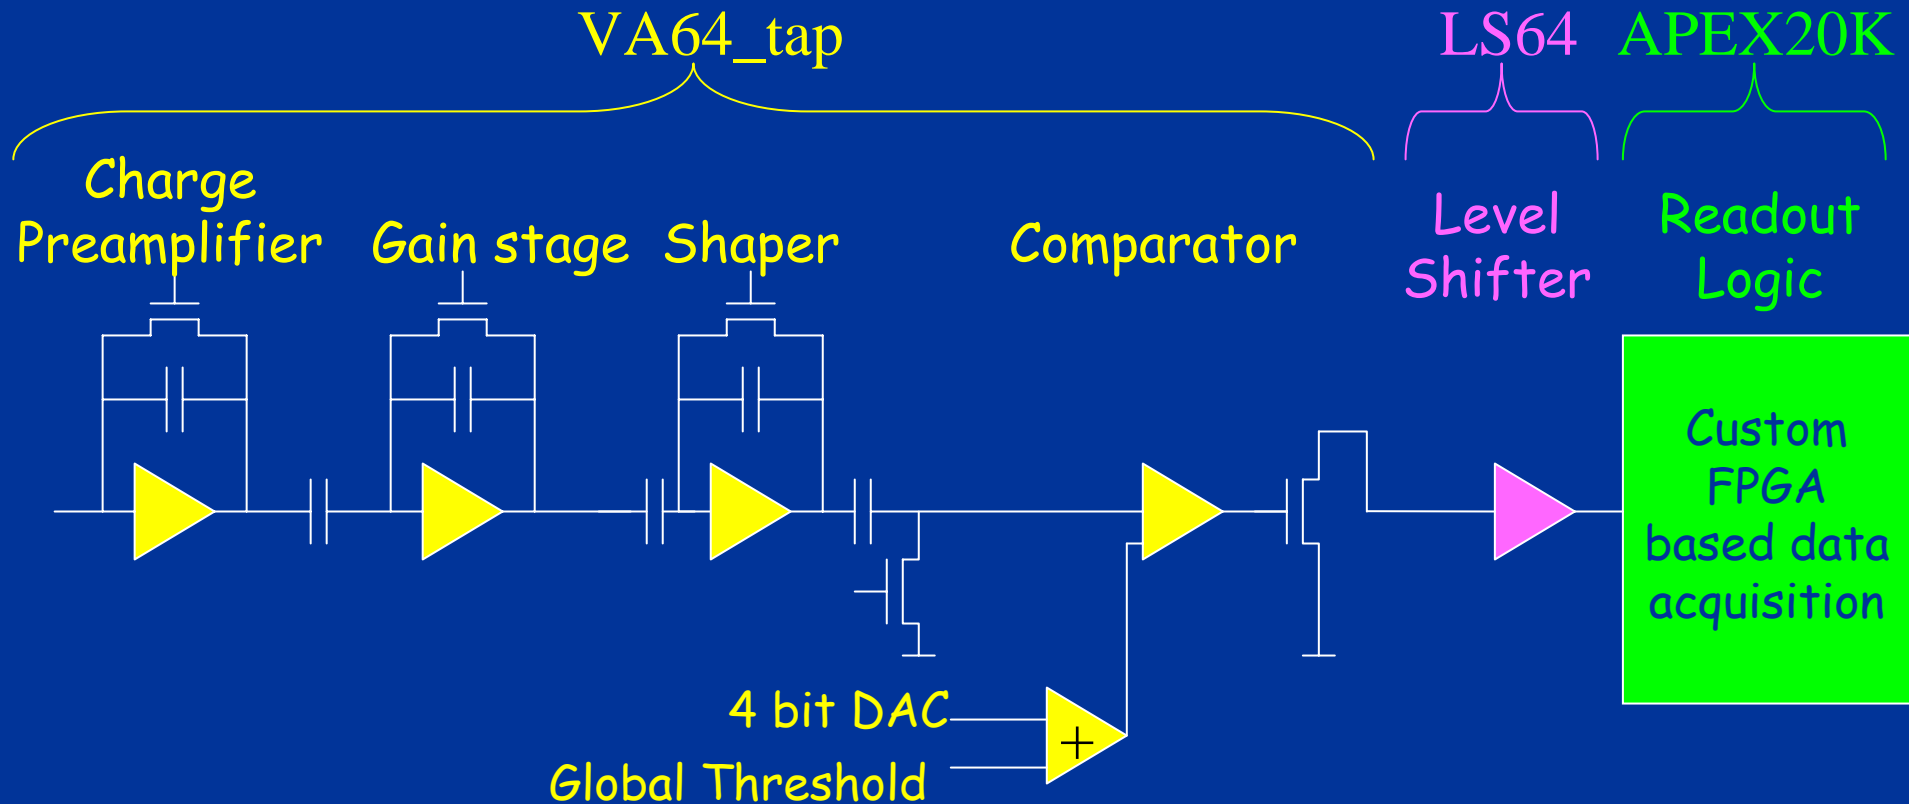 VA64_tap
LS64
APEX20K
Charge
Preamplifier
Gain stage
Shaper
Comparator
Level
Shifter
Readout
Logic
Custom
FPGA
based data
acquisition
4 bit DAC
+
Global Threshold